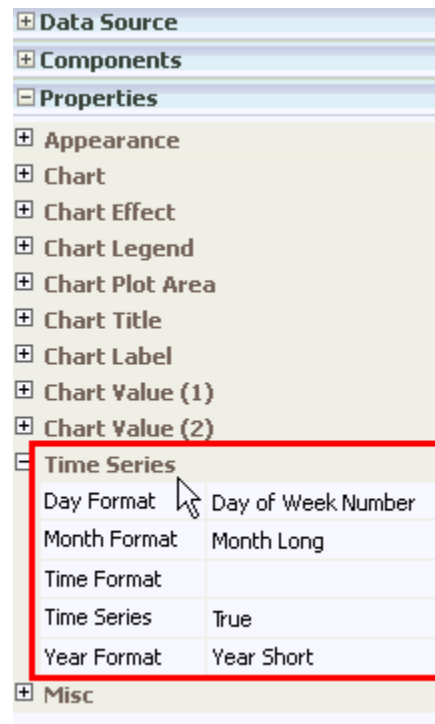 Data Source
Components
Properties
Appearance
Chart
Chart Effect
Chart Legend
Chart Plot Area
Chart Title
Chart Label
Chart Value (1)
Chart Value (2)
Time Series
Day Format Day of Week Number
Month Format Month Long
Time Format
Time Series True
Year Format Year Short
Misc